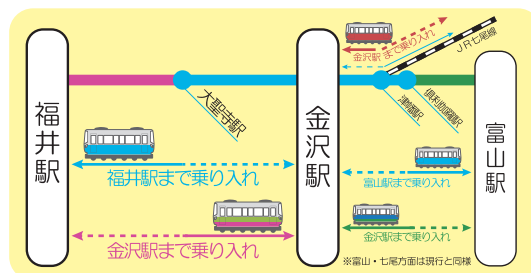 福井駅
大聖寺駅
金沢駅
金沢駅まで乗り入れ
JR七尾線
津幡駅
倶利伽羅駅
富山駅
福井駅まで乗り入れ
金沢駅まで乗り入れ
富山駅まで乗り入れ
金沢駅まで乗り入れ
※富山・七尾方面は現行と同様